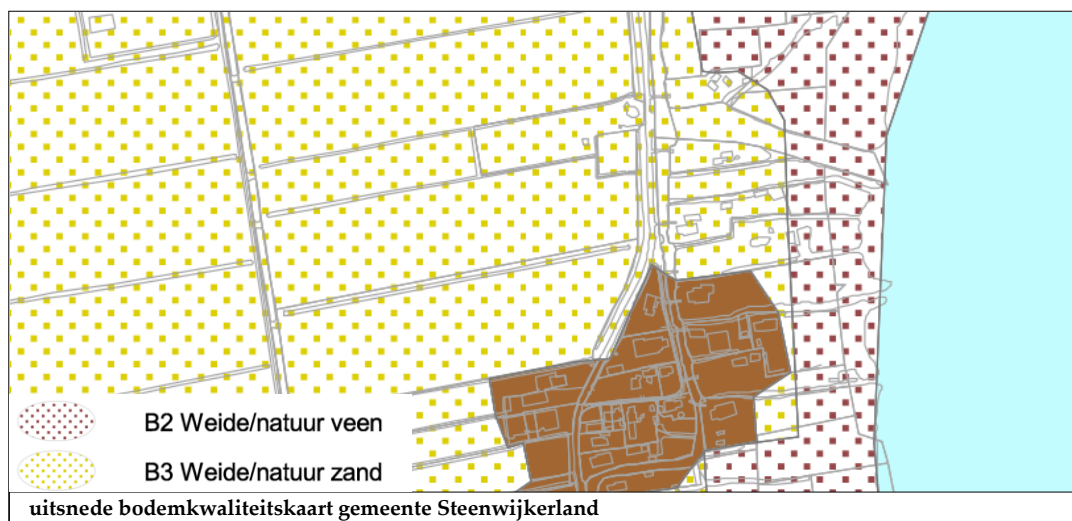 B2 Weide/natuur veen
B3 Weide/natuur zand
uitsnede bodemkwaliteitskaart gemeente Steenwijkerland